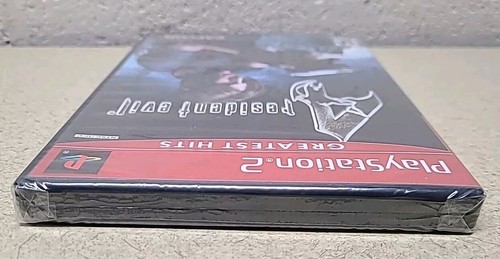 PlayStation®2
GREATEST HITS
resident evil